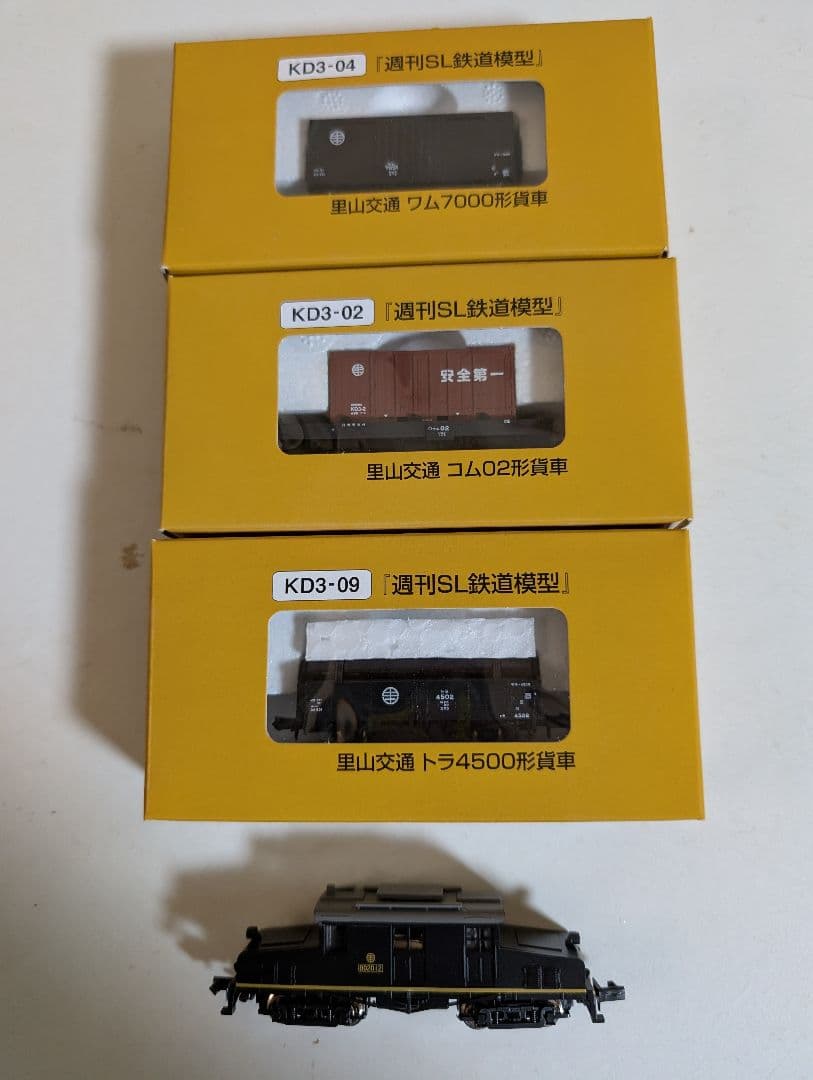 KD3-04 『週刊SL鉄道模型』
里山交通 ワム7000形貨車
KD3-02 『週刊SL鉄道模型』
安全第一
KD3-2
里山交通 コム02形貨車
KD3-09 『週刊SL鉄道模型』
4502
里山交通 トラ4500形貨車